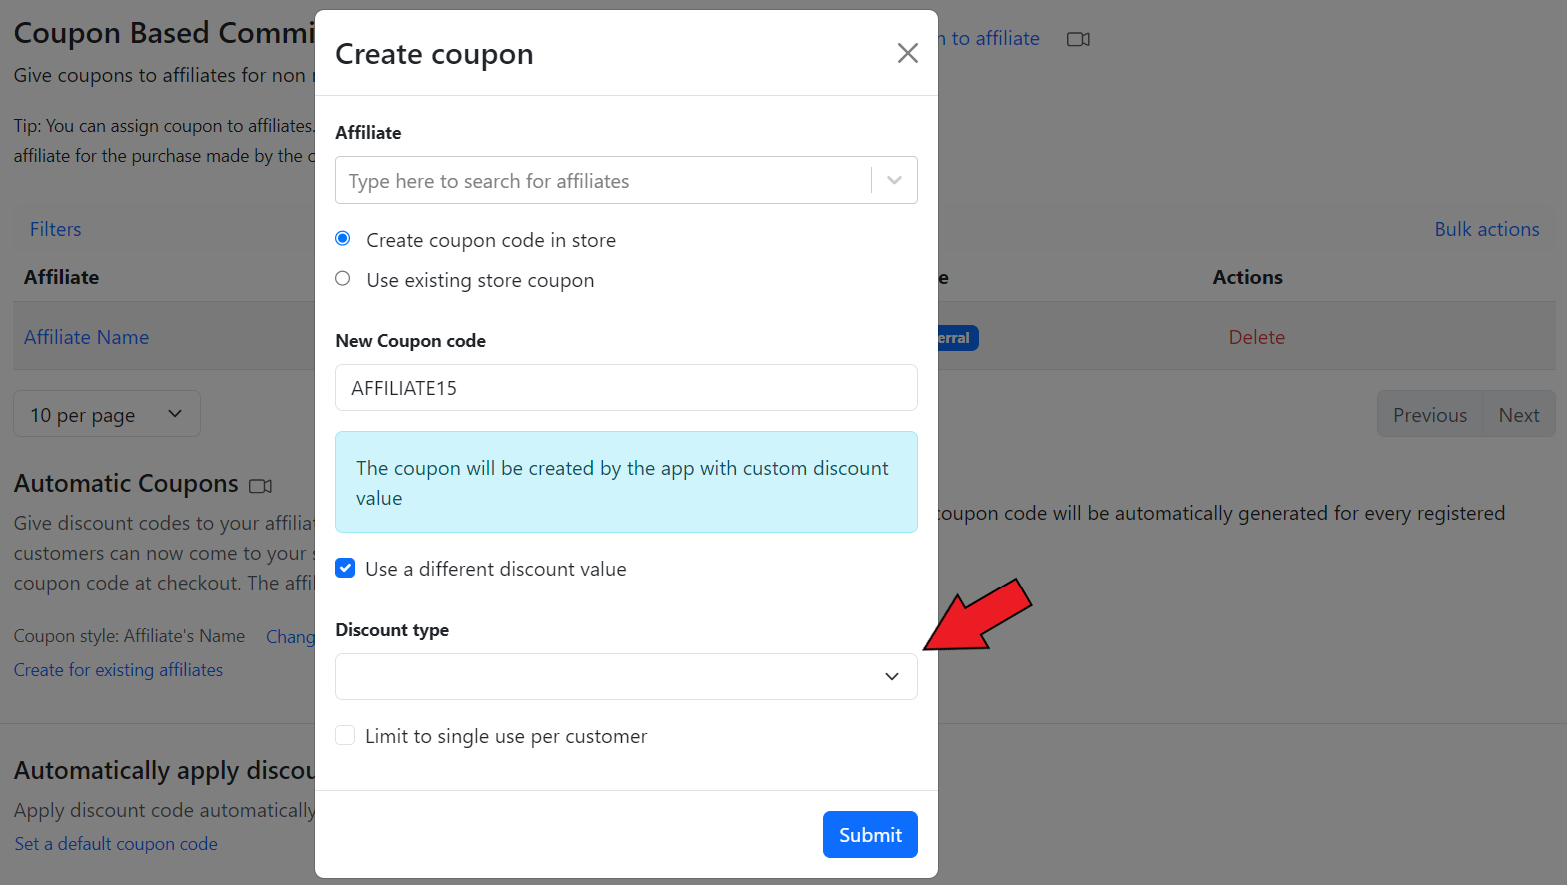 Coupon Based Commi
Give coupons to affiliates for non
Tip: You can assign coupon to affiliates.
affiliate for the purchase made by the c
to affiliate
Filters
Bulk actions
Affiliate
e
Actions
Affiliate Name
erral
Delete
10 per page
Previous
Next
Automatic Coupons
Give discount codes to your affilia
customers can now come to your s
coupon code at checkout. The affil
coupon code will be automatically generated for every registered
Coupon style: Affiliate's Name
Chang
Create for existing affiliates
Automatically apply discou
Apply discount code automatically
Set a default coupon code
Create coupon
Affiliate
Type here to search for affiliates
Create coupon code in store
Use existing store coupon
New Coupon code
AFFILIATE15
The coupon will be created by the app with custom discount
value
Use a different discount value
Discount type
Limit to single use per customer
Submit